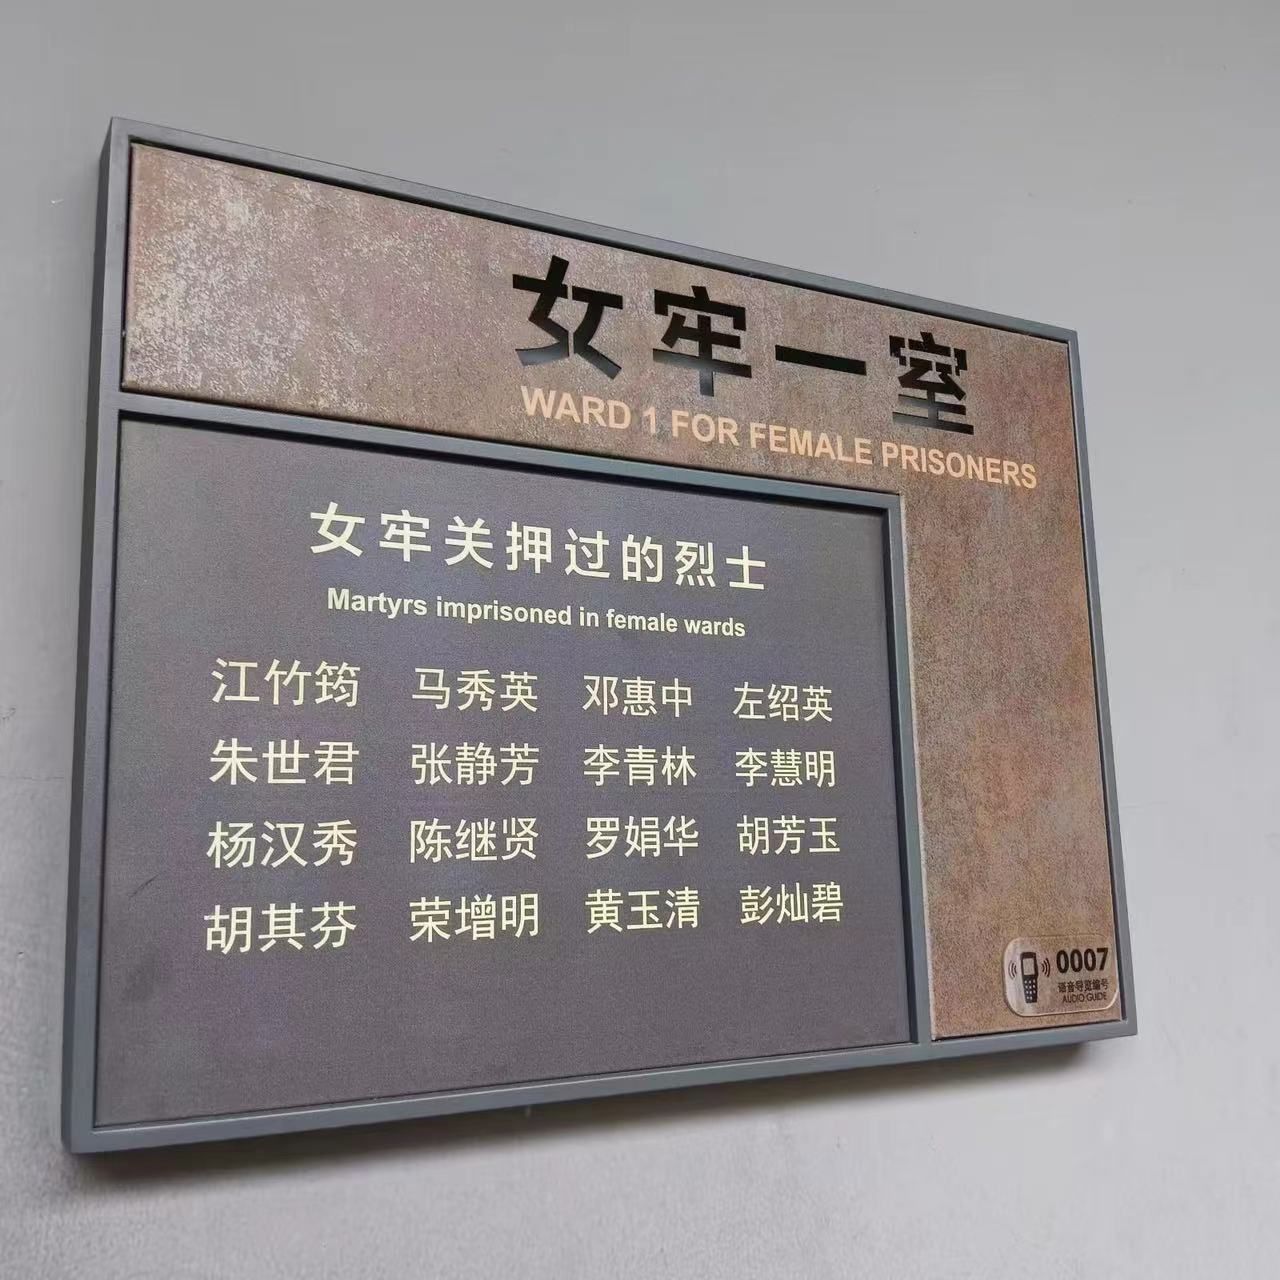 女牢一室
WARD 1 FOR FEMALE PRISONERS
女牢关押过的烈士
Martyrs imprisoned in female wards
江竹筠 马秀英 邓惠中 左绍英
朱世君 张静芳 李青林 李慧明
杨汉秀 陈继贤 罗娟华 胡芳玉
胡其芬 荣增明 黄玉清 彭灿碧
0007
语音导览编号
AUDIO GUIDE